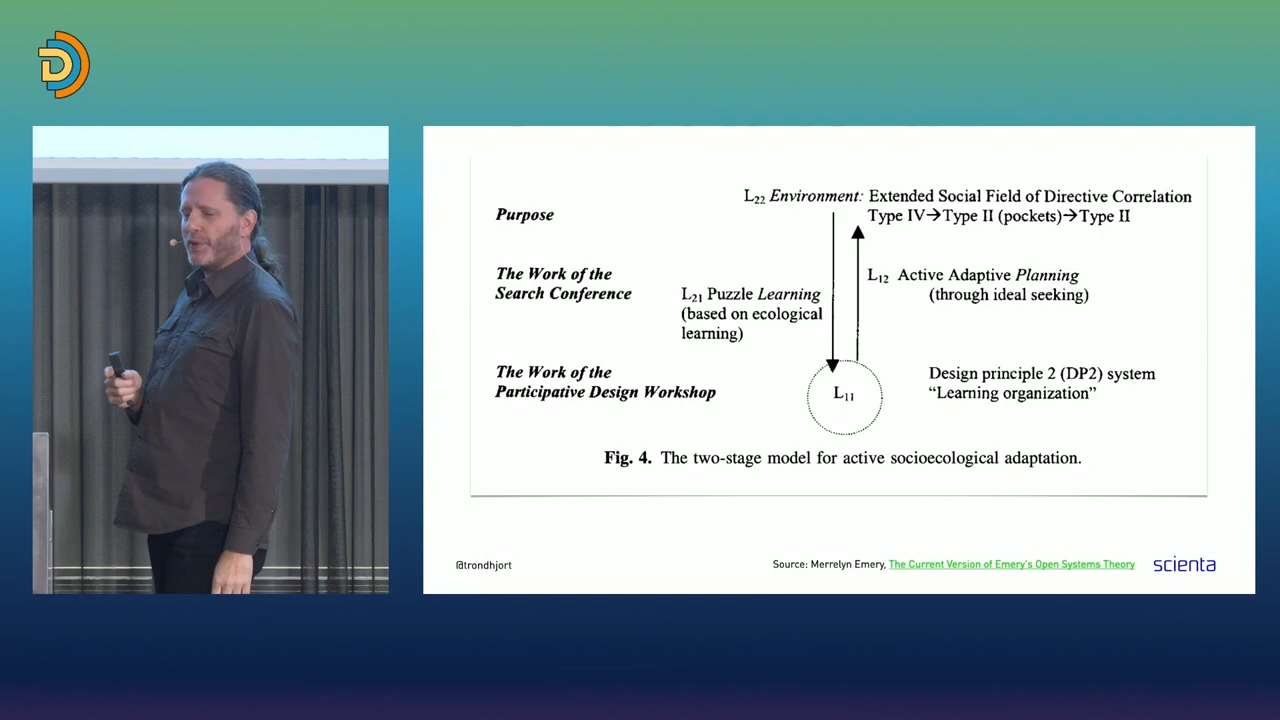 D
L₂₂ Environment: Extended Social Field of Directive Correlation
Purpose
Type IV→Type II (pockets)→Type II
The Work of the
Search Conference
L₂₁ Puzzle Learning
(based on ecological
learning)
L₁₂ Active Adaptive Planning
(through ideal seeking)
The Work of the
Participative Design Workshop
L₁₁
Design principle 2 (DP2) system
“Learning organization”
Fig. 4. The two-stage model for active socioecological adaptation.
@trondhjort
Source: Merrelyn Emery, The Current Version of Emery's Open Systems Theory
scienta